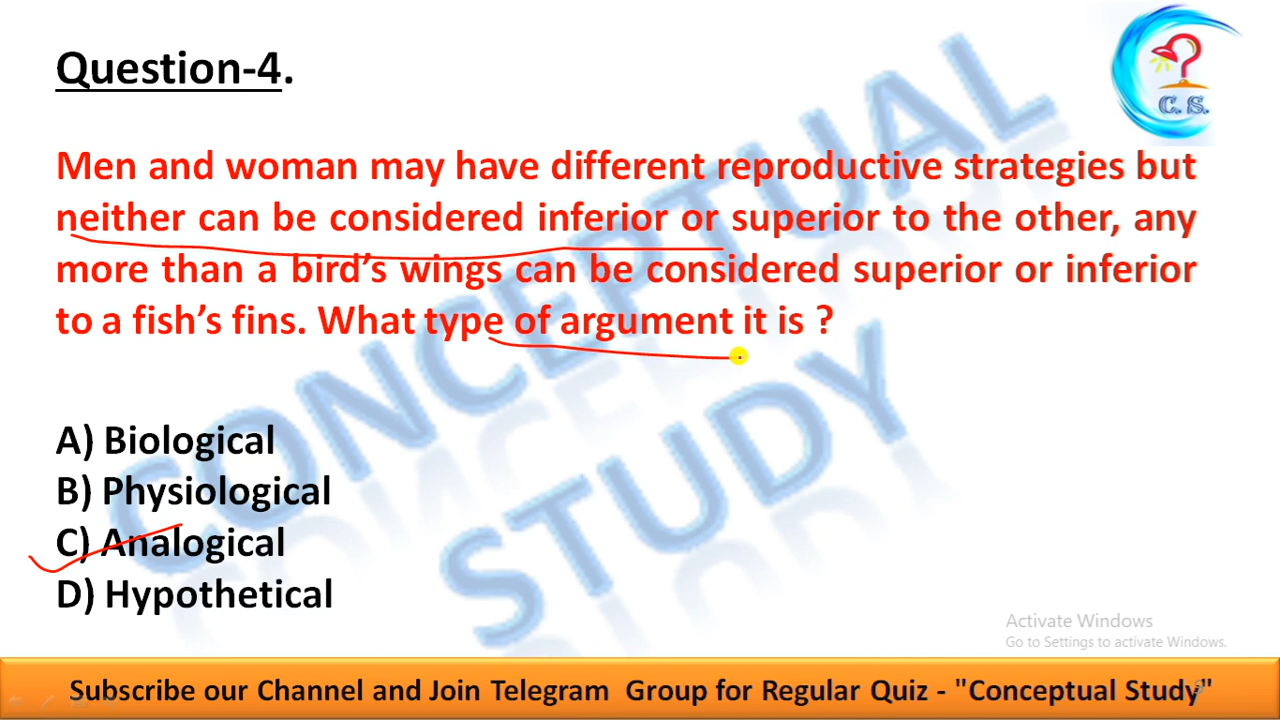 Question-4.
C. S.
Men and woman may have different reproductive strategies but
neither can be considered inferior or superior to the other, any
more than a bird's wings can be considered superior or inferior
to a fish's fins. What type of argument it is ?
A) Biological
B) Physiological
C) Analogical
D) Hypothetical
CONCEPTUAL
STUDY
Activate Windows
Go to Settings to activate Windows.
Subscribe our Channel and Join Telegram Group for Regular Quiz - "Conceptual Study"